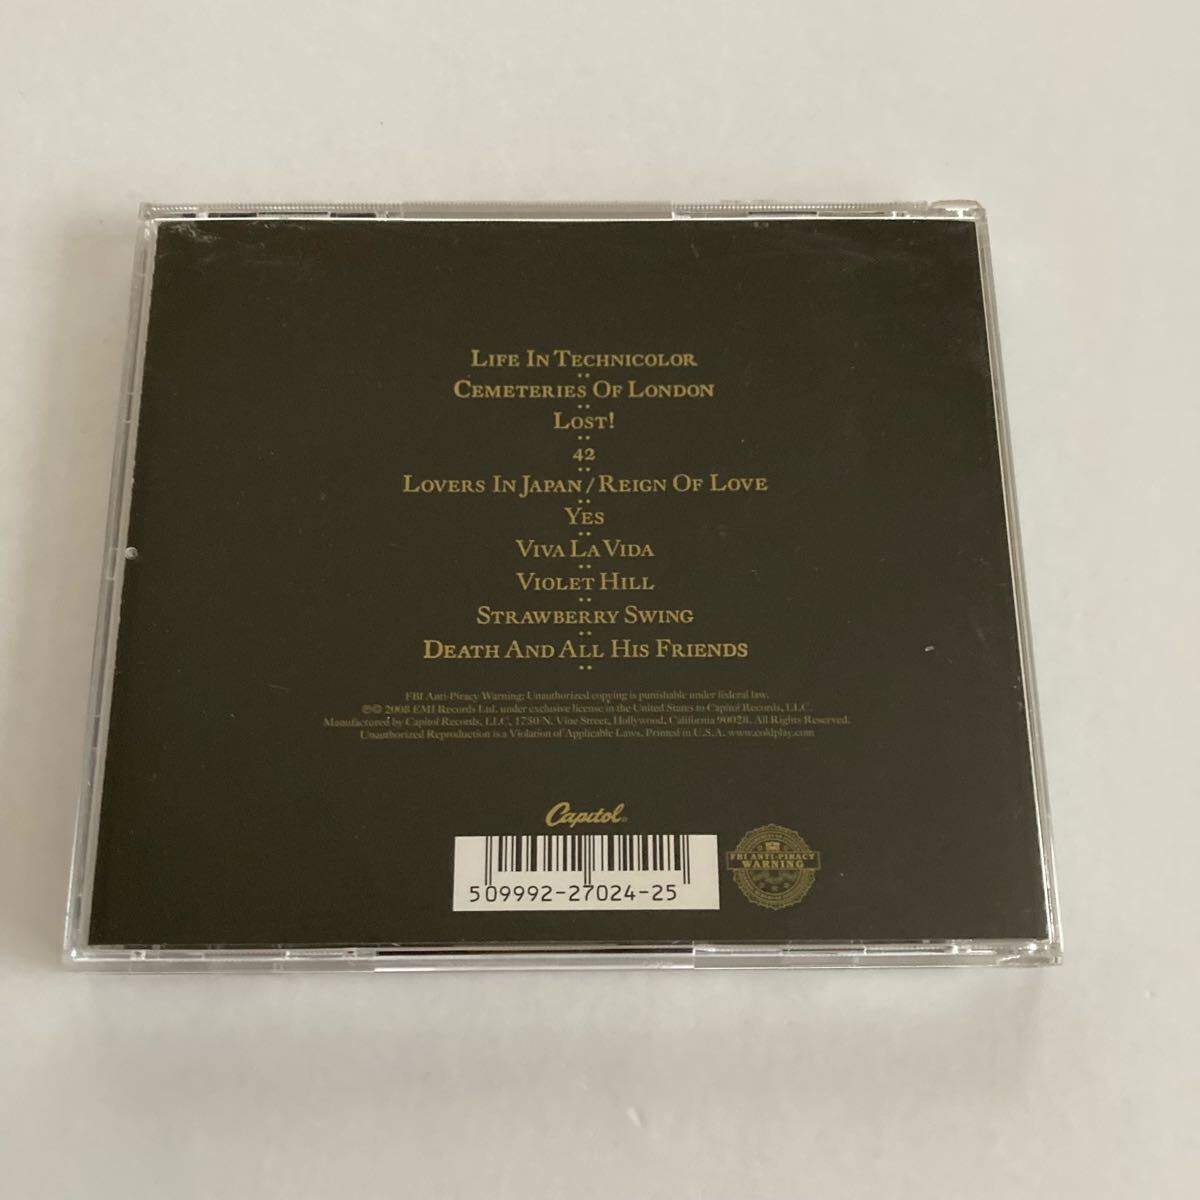 LIFE IN TECHNICOLOR
CEMETERIES OF LONDON
LOST!
42
LOVERS IN JAPAN/REIGN OF LOVE
YES
VIVA LA VIDA
VIOLET HILL
STRAWBERRY SWING
DEATH AND ALL HIS FRIENDS
FBI Anti-Piracy Warning: Unauthorized copying is punishable under federal law.
℗© 2008 EMI Records Ltd. under exclusive license in the United States to Capitol Records, LLC.
Manufactured by Capitol Records, LLC, 1750 N. Vine Street, Hollywood, California 90028. All Rights Reserved.
Unauthorized Reproduction is a Violation of Applicable Laws. Printed in U.S.A. www.coldplay.com
Capitol®
5 09992-27024-25
FBI ANTI-PIRACY
WARNING